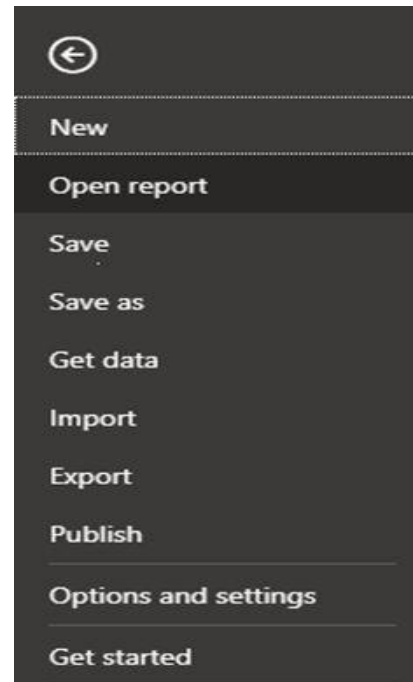 New
Open report
Save
Save as
Get data
Import
Export
Publish
Options and settings
Get started